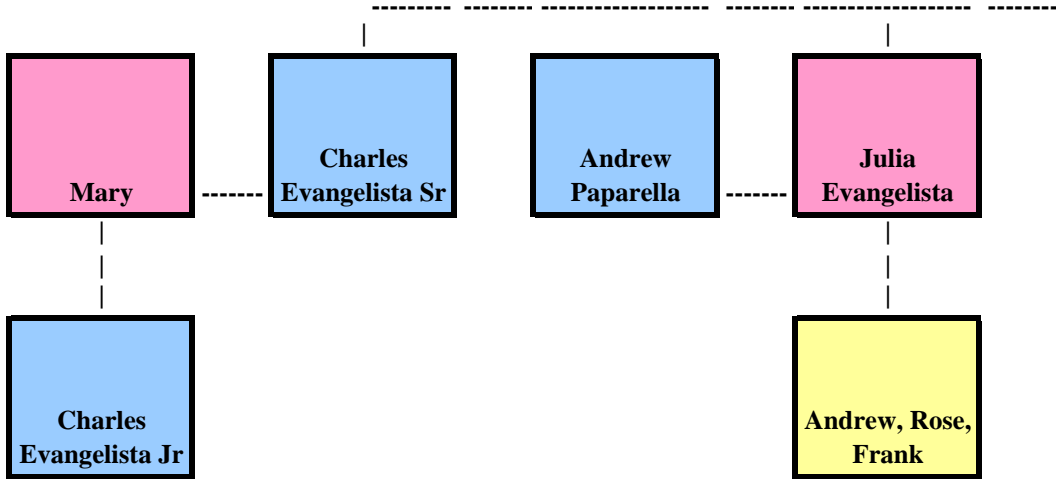 Mary
Charles
Evangelista Sr
Andrew
Paparella
Julia
Evangelista
Charles
Evangelista Jr
Andrew, Rose,
Frank